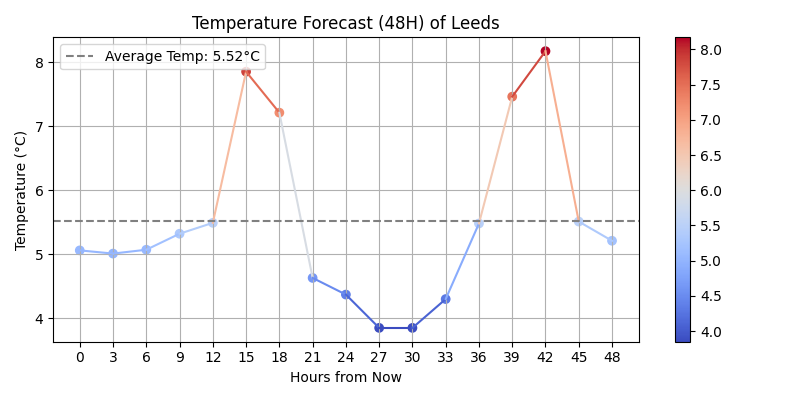 Temperature Forecast (48H) of Leeds
Average Temp: 5.52°C
Temperature (°C)
8
7
6
5
4
0 3 6 9 12 15 18 21 24 27 30 33 36 39 42 45 48
Hours from Now
8.0
7.5
7.0
6.5
6.0
5.5
5.0
4.5
4.0